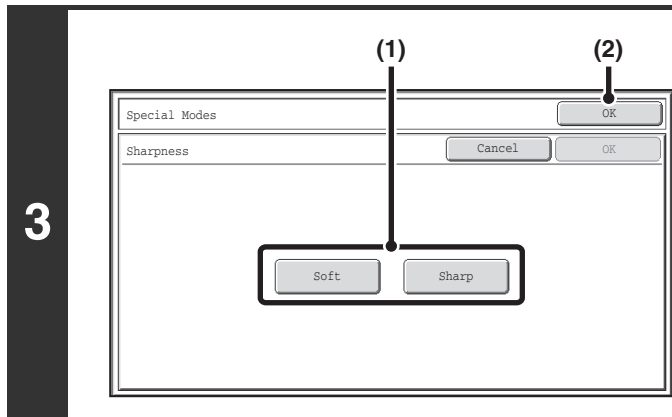 3
(1) (2)
Special Modes OK
Sharpness Cancel OK
Soft Sharp